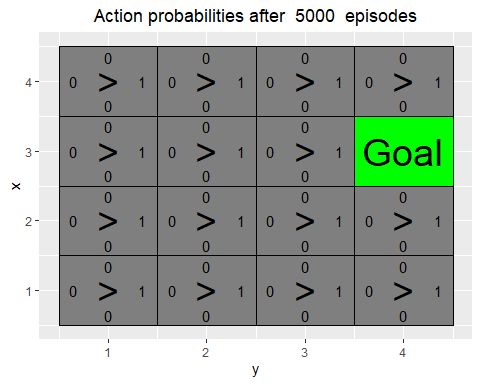 Action probabilities after  5000  episodes
0 0 0 0
4 0 > 1 0 > 1 0 > 1 0 > 1
0 0 0 0
0 0 0
3 0 > 1 0 > 1 0 > 1 Goal
0 0 0
x
0 0 0 0
2 0 > 1 0 > 1 0 > 1 0 > 1
0 0 0 0
0 0 0 0
1 0 > 1 0 > 1 0 > 1 0 > 1
0 0 0 0
1 2 3 4
y